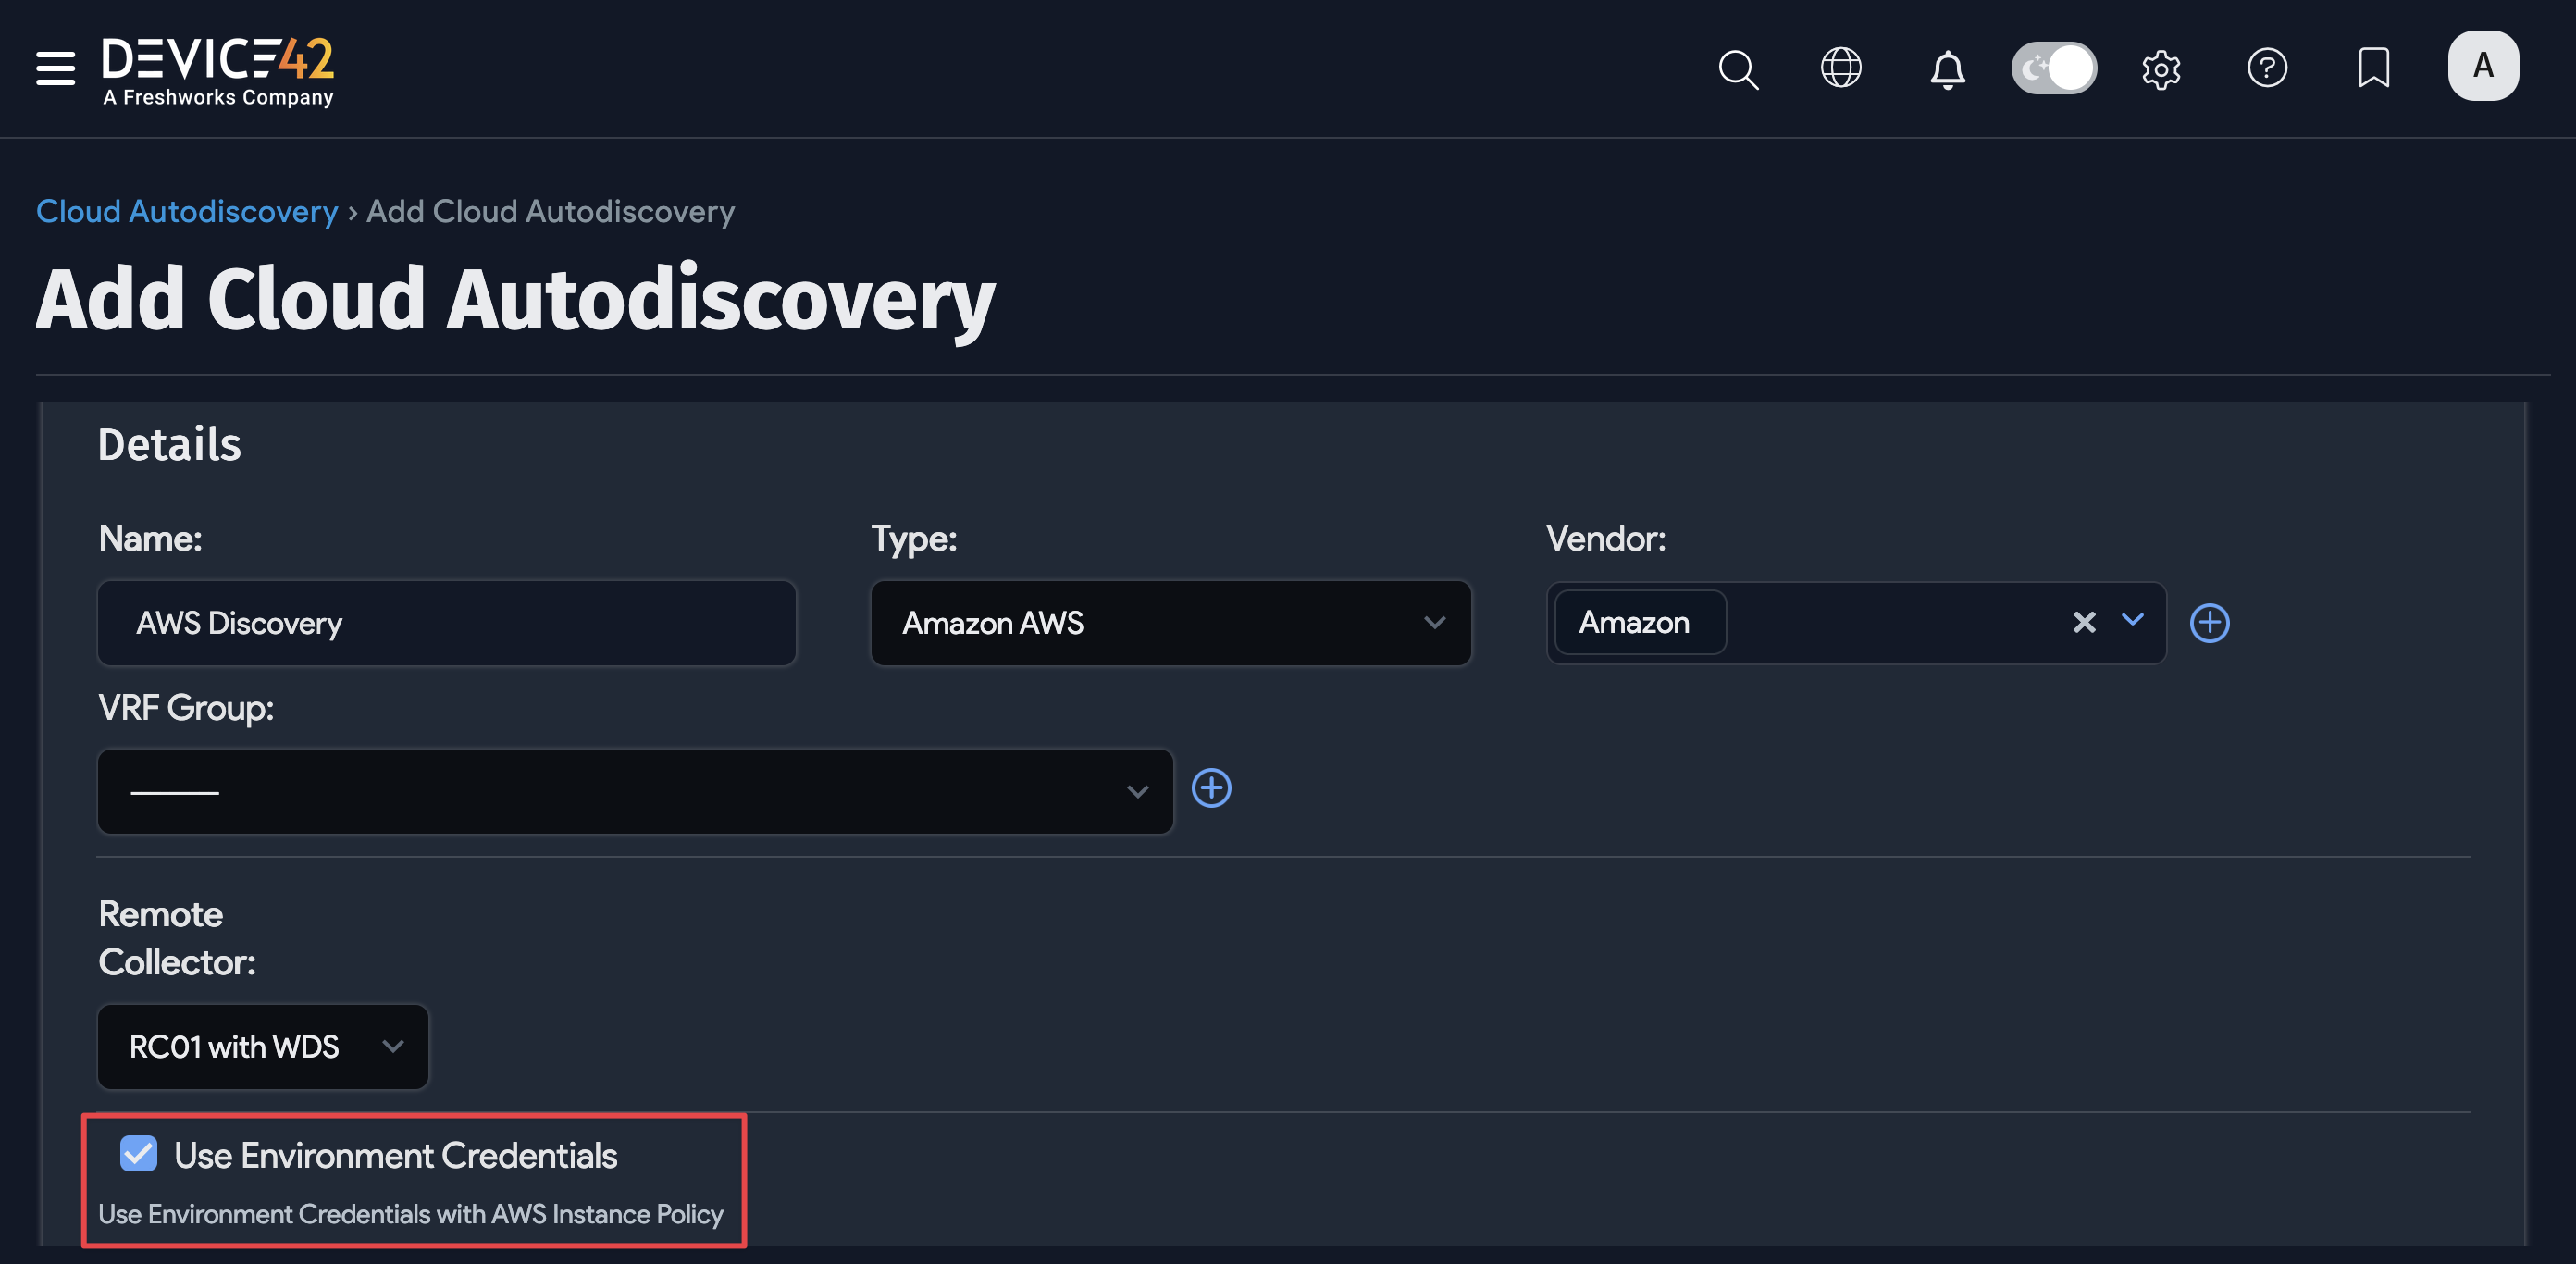 DEVICE42
A Freshworks Company
A
Cloud Autodiscovery › Add Cloud Autodiscovery
Add Cloud Autodiscovery
Details
Name:
Type:
Vendor:
AWS Discovery
Amazon AWS
Amazon
VRF Group:
Remote
Collector:
RC01 with WDS
Use Environment Credentials
Use Environment Credentials with AWS Instance Policy